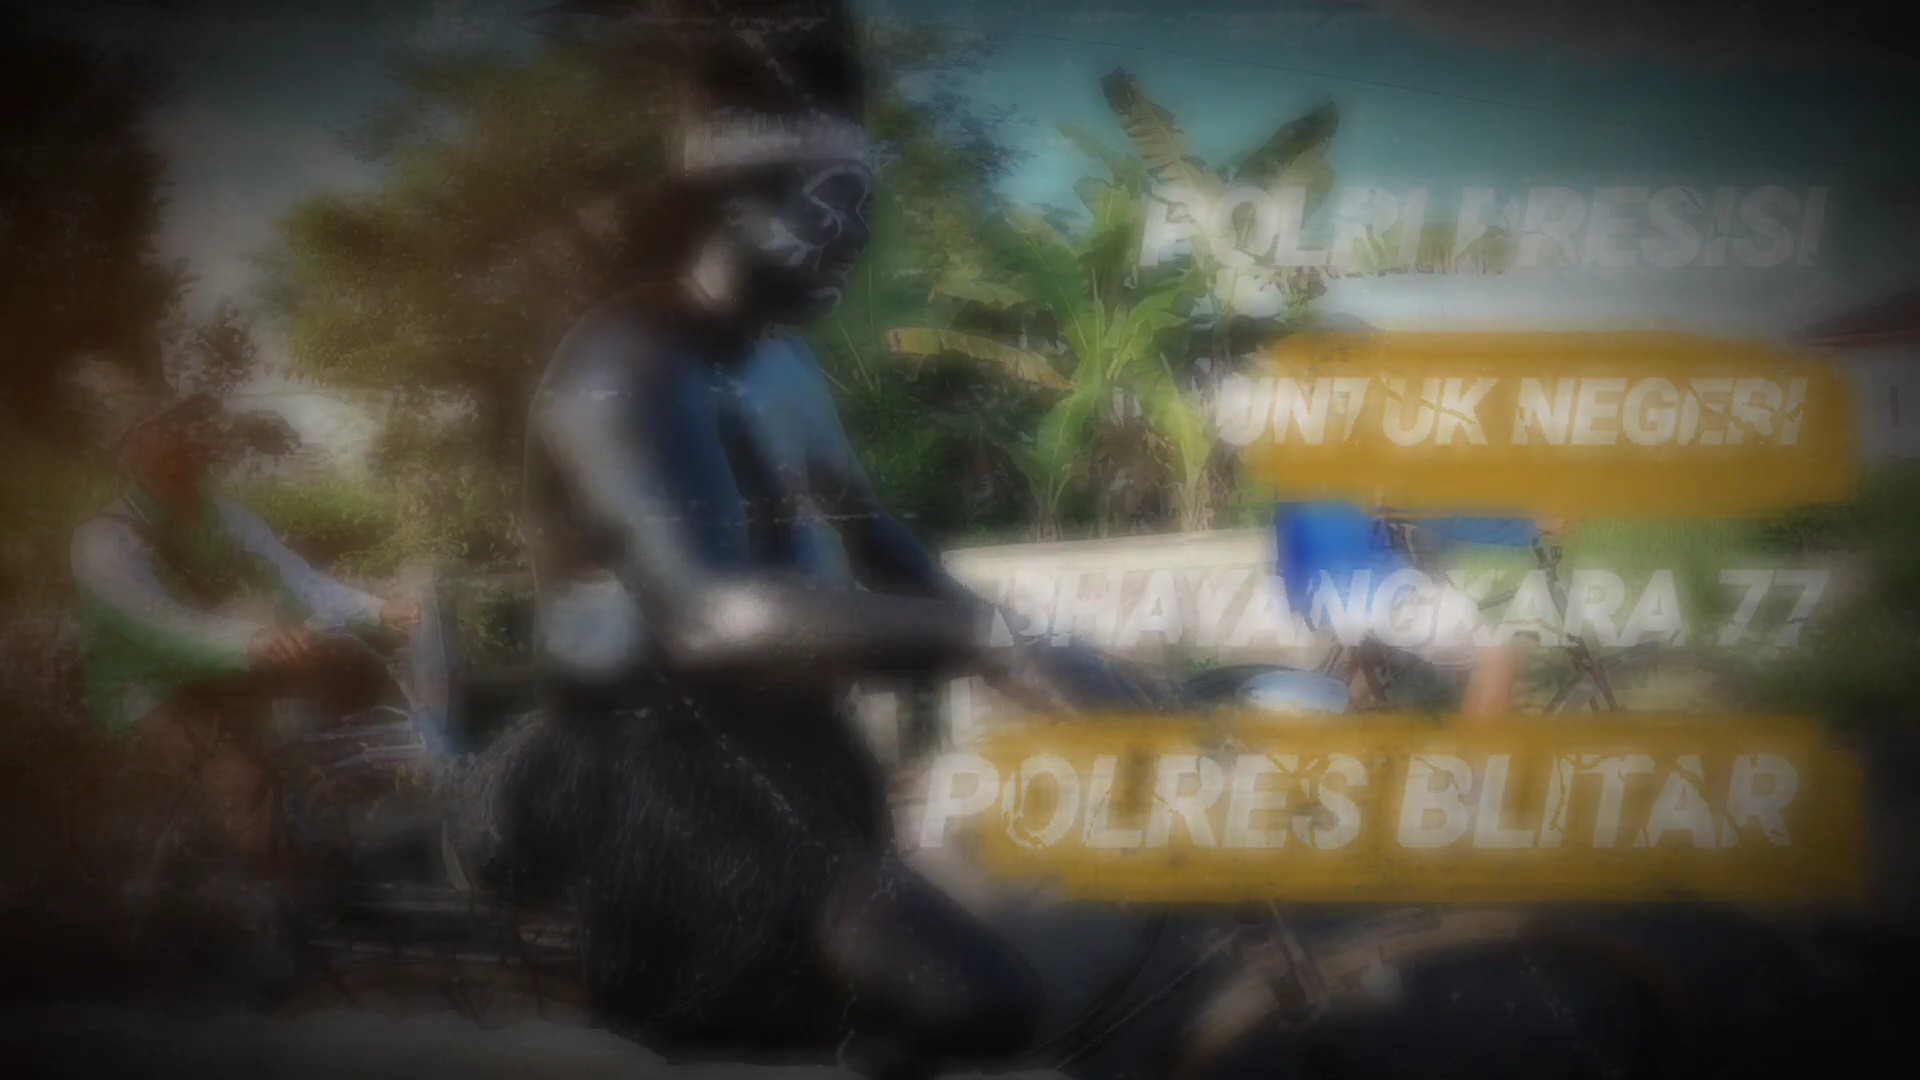 POLRI PRESISI
UNTUK NEGERI
BHAYANGKARA 77
POLRES BLITAR